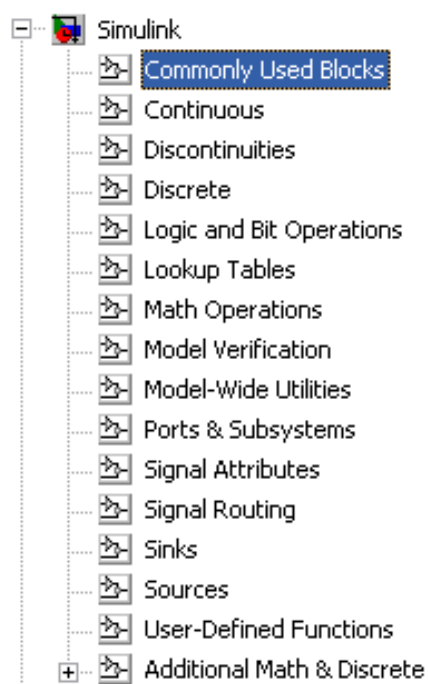 Simulink
Commonly Used Blocks
Continuous
Discontinuities
Discrete
Logic and Bit Operations
Lookup Tables
Math Operations
Model Verification
Model-Wide Utilities
Ports & Subsystems
Signal Attributes
Signal Routing
Sinks
Sources
User-Defined Functions
Additional Math & Discrete